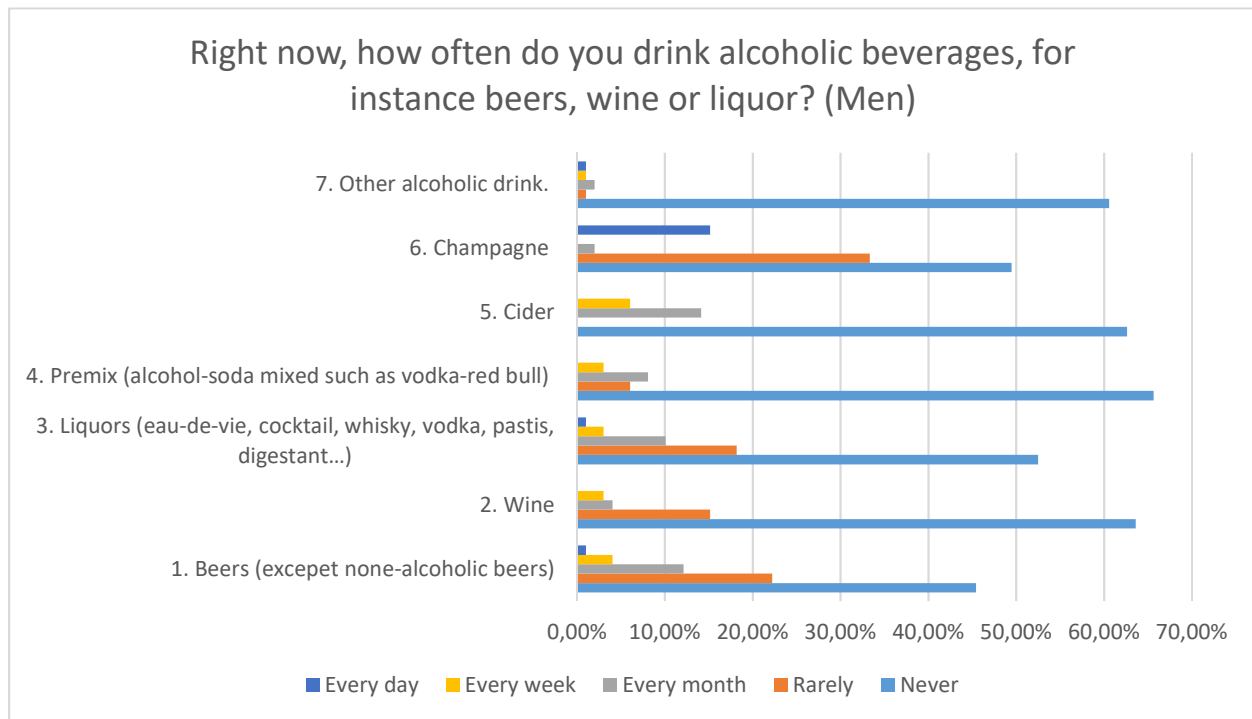 Right now, how often do you drink alcoholic beverages, for
instance beers, wine or liquor? (Men)
7. Other alcoholic drink.
6. Champagne
5. Cider
4. Premix (alcohol-soda mixed such as vodka-red bull)
3. Liquors (eau-de-vie, cocktail, whisky, vodka, pastis,
digestant...)
2. Wine
1. Beers (excepet none-alcoholic beers)
0,00% 10,00% 20,00% 30,00% 40,00% 50,00% 60,00% 70,00%
Every day Every week Every month Rarely Never